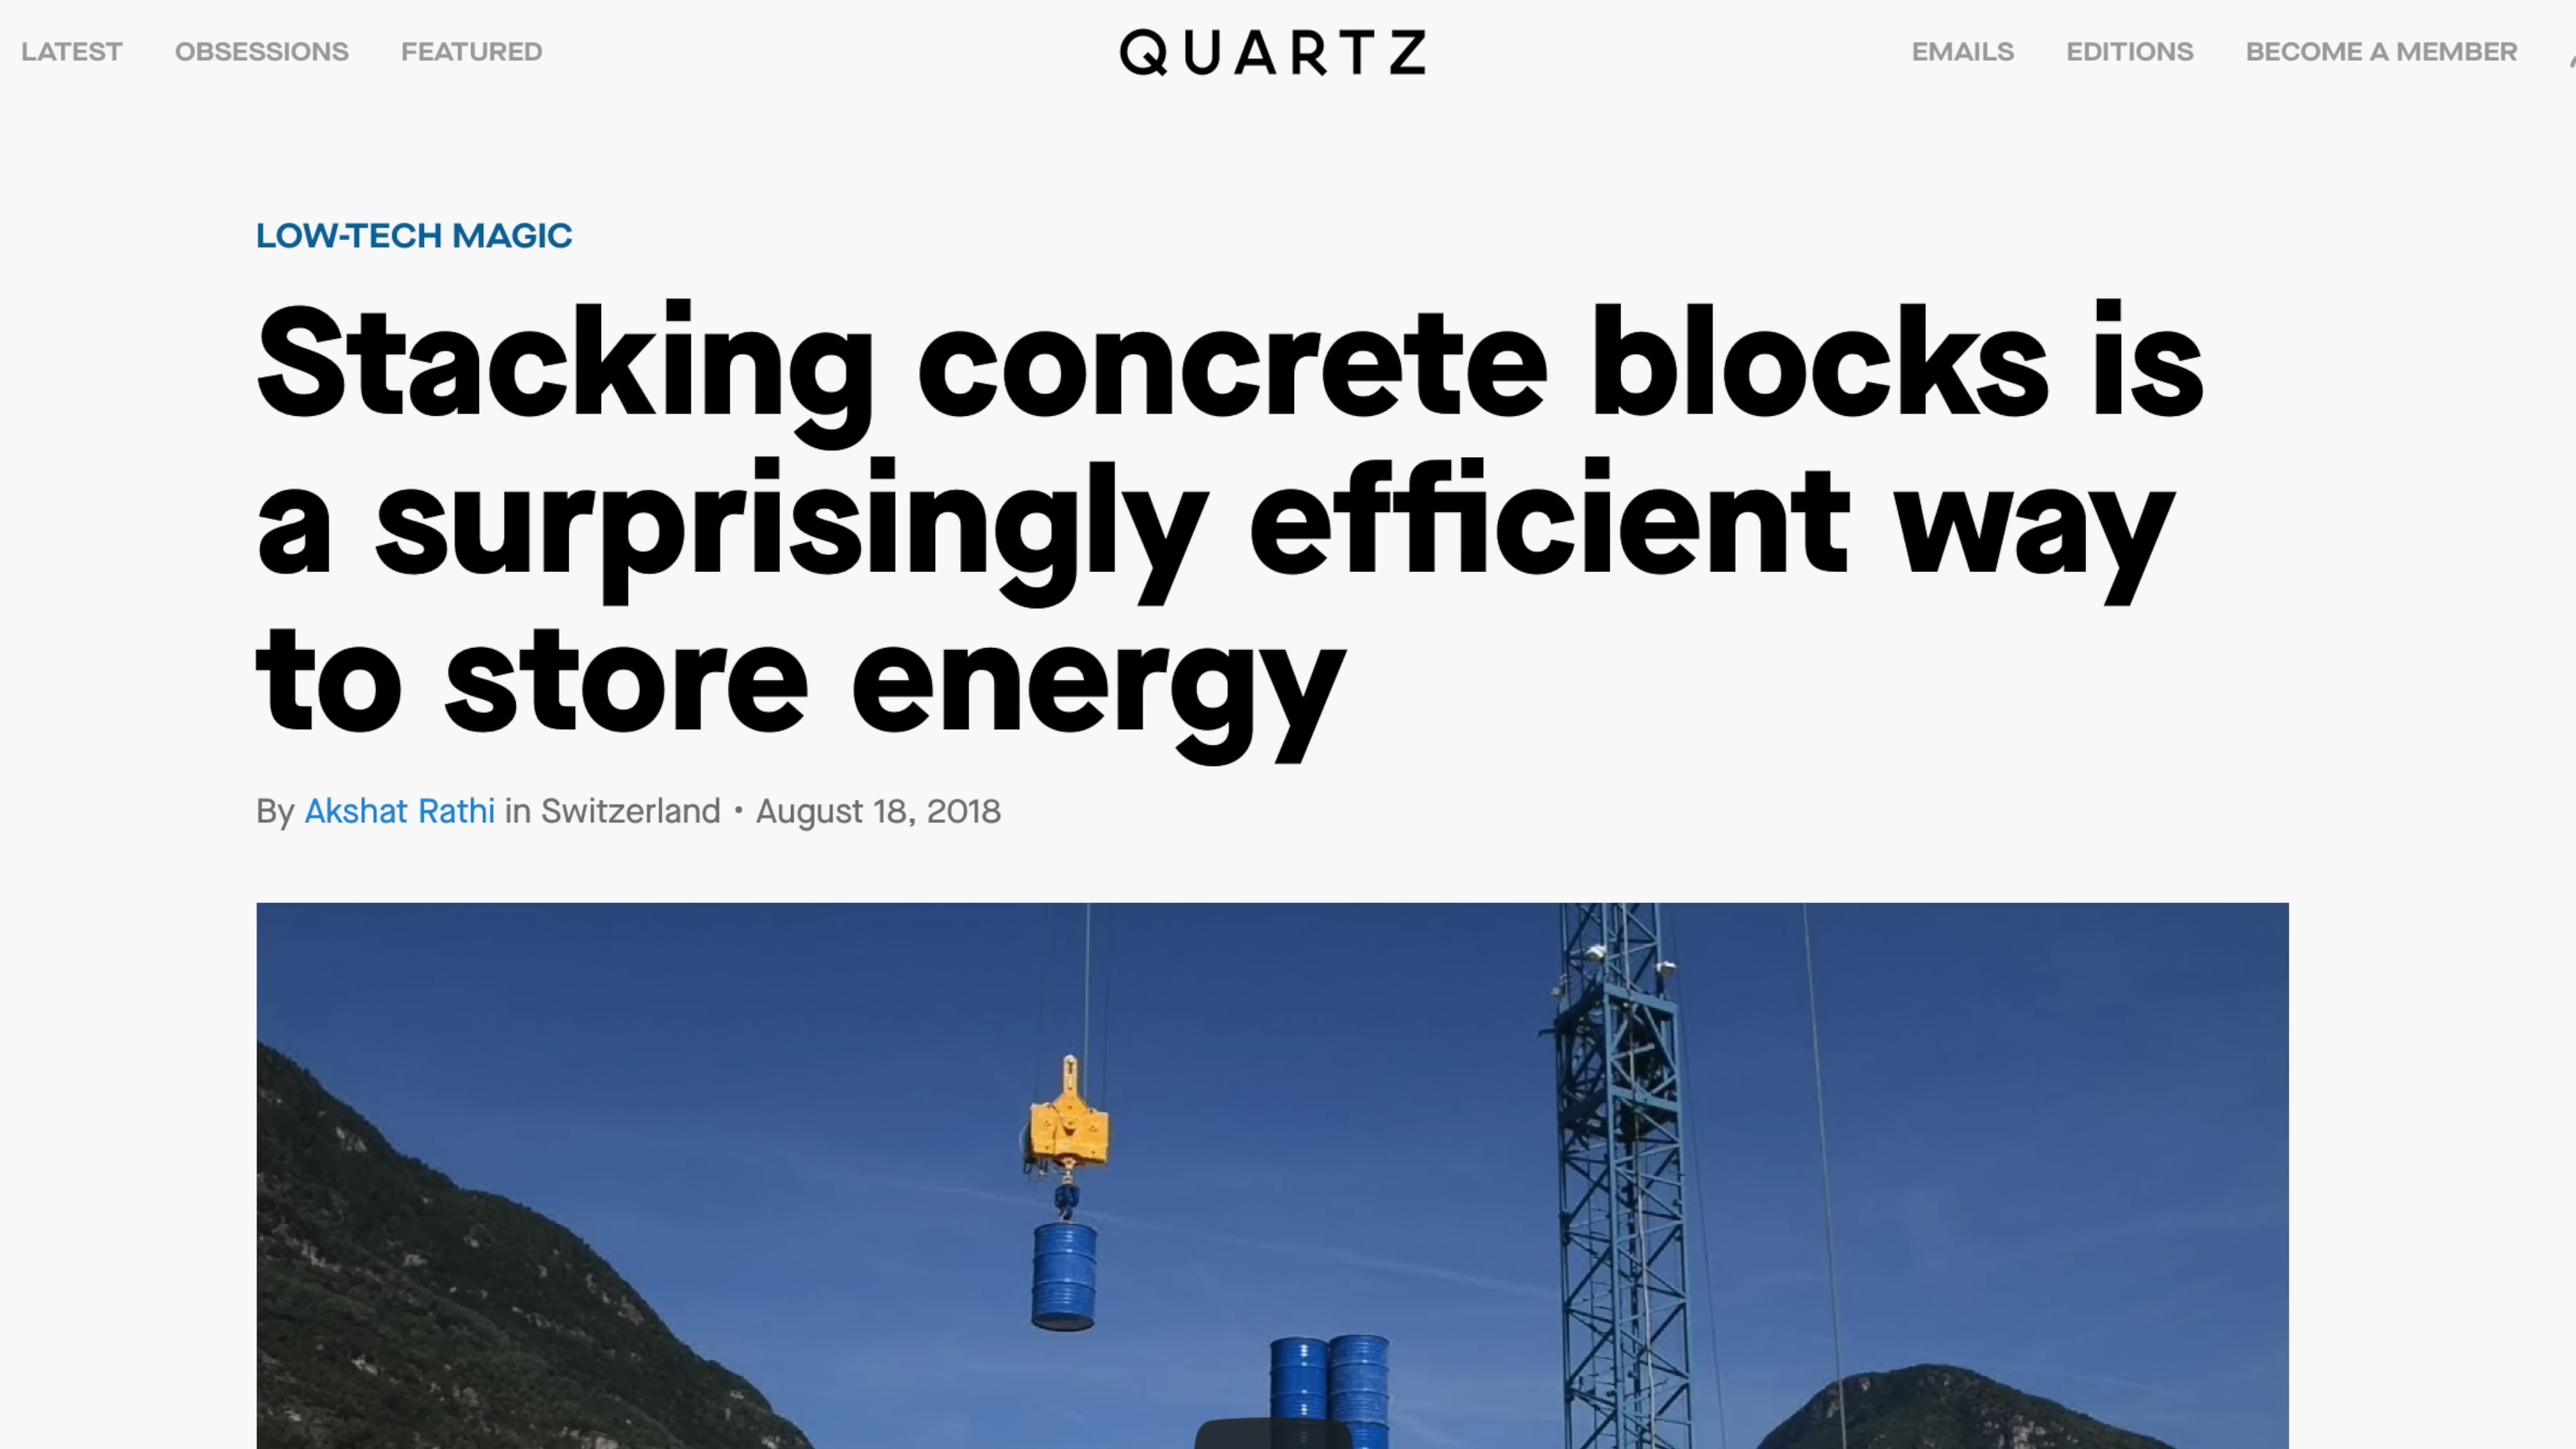 LATEST OBSESSIONS FEATURED QUARTZ EMAILS EDITIONS BECOME A MEMBER
LOW-TECH MAGIC
Stacking concrete blocks is
a surprisingly efficient way
to store energy
By Akshat Rathi in Switzerland • August 18, 2018